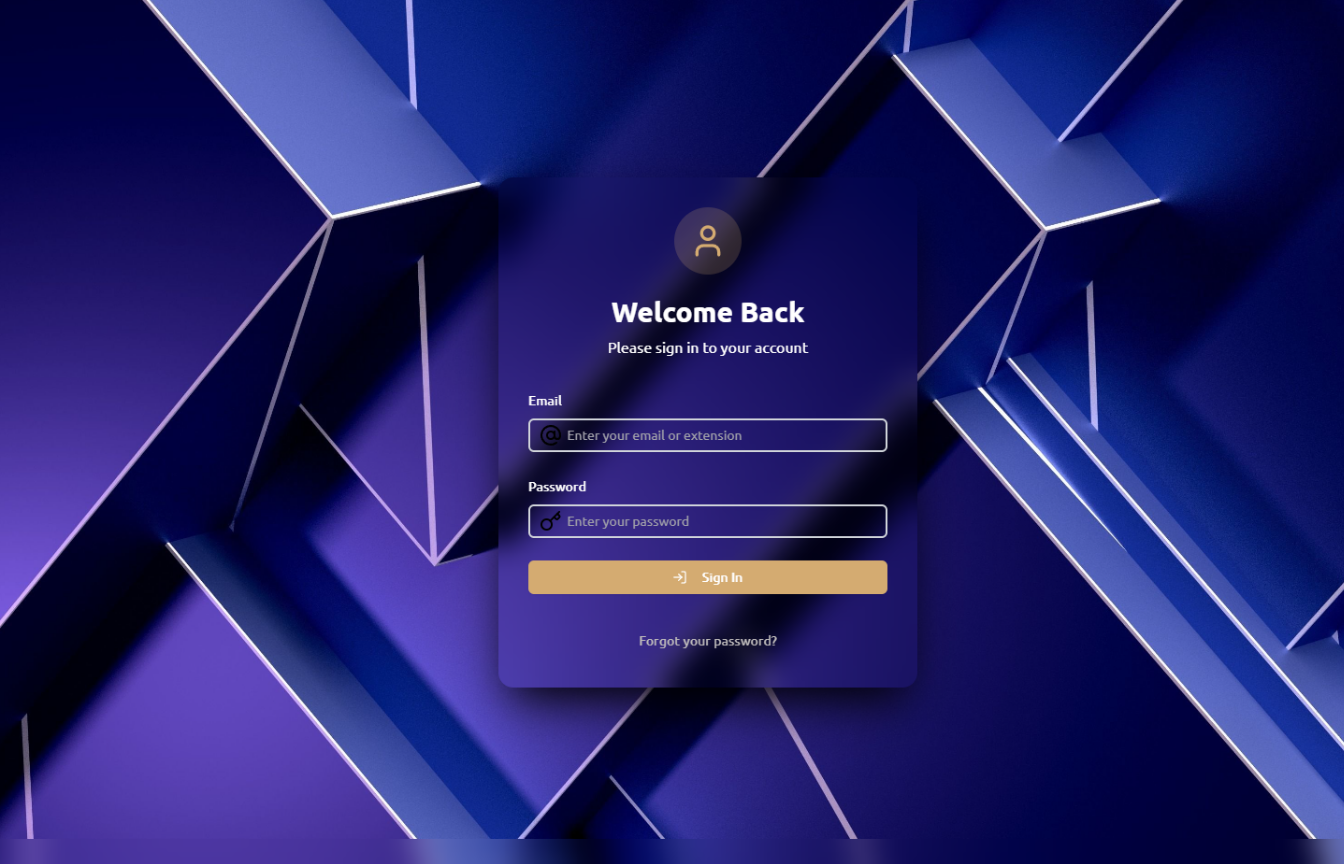 Welcome Back
Please sign in to your account
Email
Enter your email or extension
Password
Enter your password
Sign In
Forgot your password?